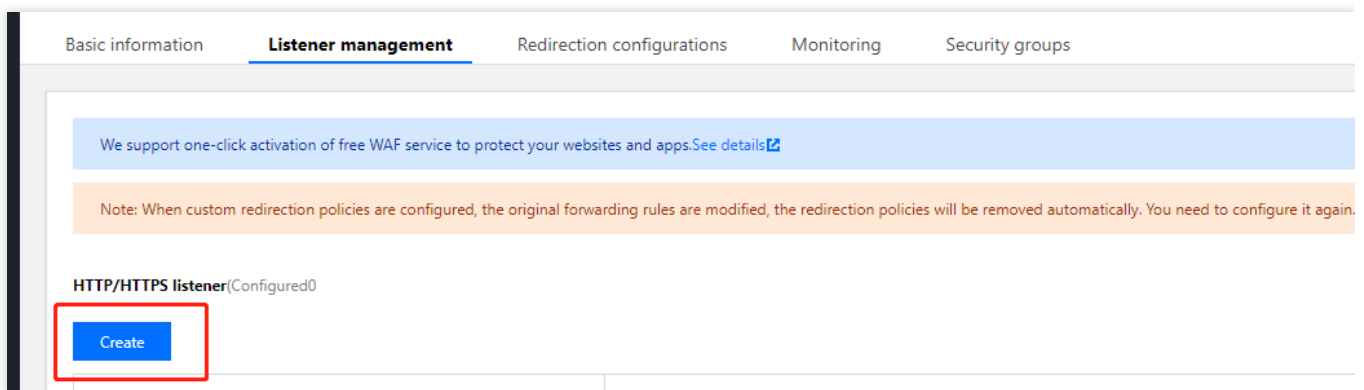 Basic information Listener management Redirection configurations Monitoring Security groups
We support one-click activation of free WAF service to protect your websites and apps.See details
Note: When custom redirection policies are configured, the original forwarding rules are modified, the redirection policies will be removed automatically. You need to configure it again.
HTTP/HTTPS listener(Configured0
Create